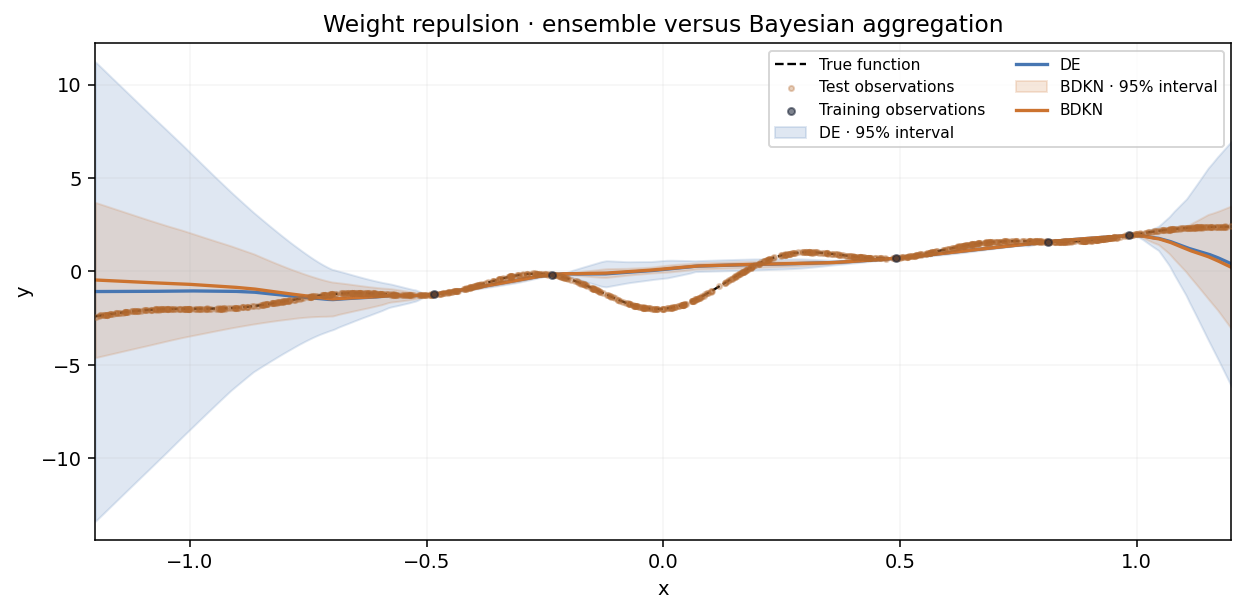 Weight repulsion · ensemble versus Bayesian aggregation
True function
Test observations
Training observations
DE · 95% interval
DE
BDKN · 95% interval
BDKN
10
5
0
−5
−10
y
−1.0
−0.5
0.0
0.5
1.0
x